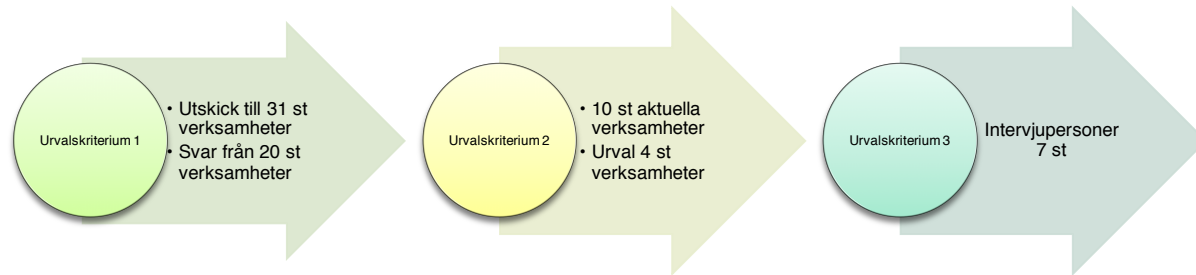 Urvalskriterium 1
• Utskick till 31 st
verksamheter
• Svar från 20 st
verksamheter
Urvalskriterium 2
• 10 st aktuella
verksamheter
• Urval 4 st
verksamheter
Urvalskriterium 3
Intervjupersoner
7 st